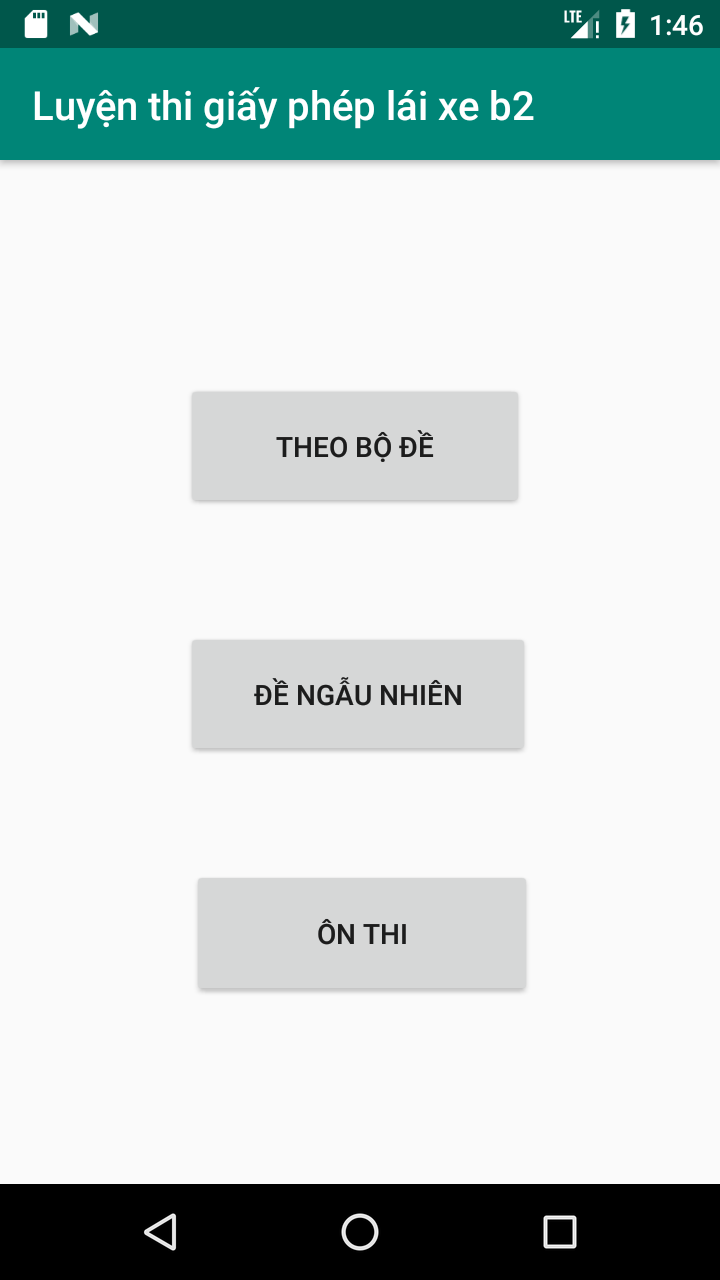 LTE
1:46
Luyện thi giấy phép lái xe b2
THEO BỘ ĐỀ
ĐỀ NGẪU NHIÊN
ÔN THI